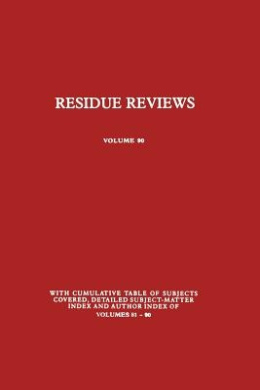 RESIDUE REVIEWS
VOLUME 90
WITH CUMULATIVE TABLE OF SUBJECTS
COVERED, DETAILED SUBJECT-MATTER
INDEX AND AUTHOR INDEX OF
VOLUMES 81 - 90